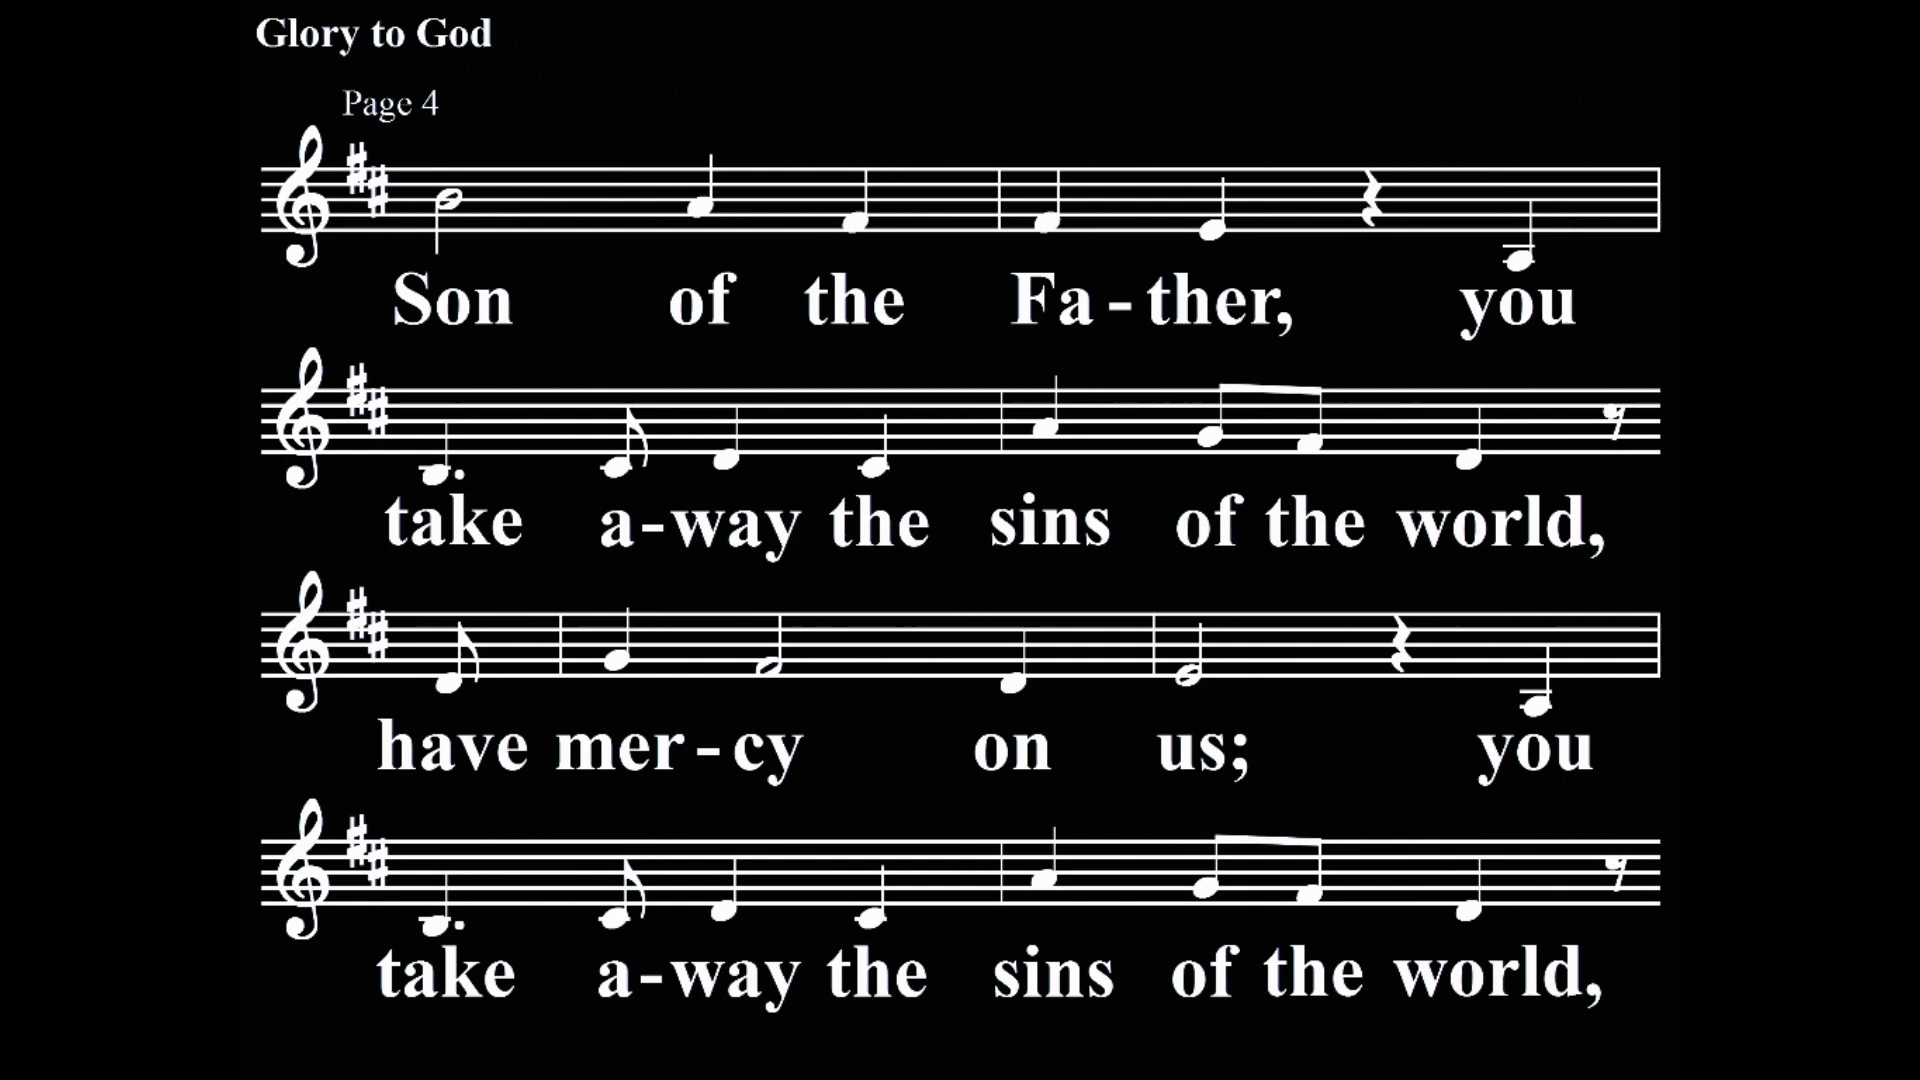 Glory to God
Page 4
Son of the Fa - ther, you
take a - way the sins of the world,
have mer - cy on us; you
take a - way the sins of the world,